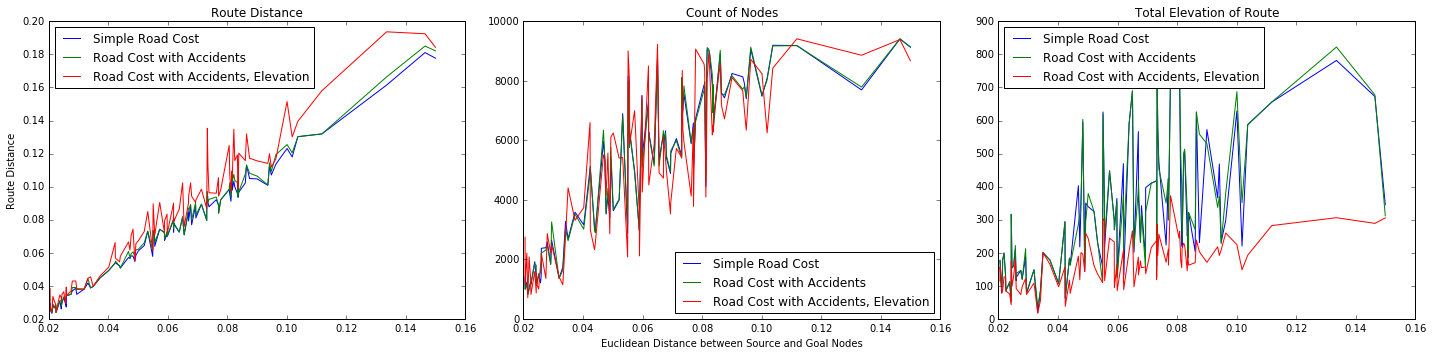 Route Distance
Simple Road Cost
Road Cost with Accidents
Road Cost with Accidents, Elevation
Route Distance
0.20
0.18
0.16
0.14
0.12
0.10
0.08
0.06
0.04
0.02
0.02 0.04 0.06 0.08 0.10 0.12 0.14 0.16
Count of Nodes
10000
8000
6000
4000
2000
0
Simple Road Cost
Road Cost with Accidents
Road Cost with Accidents, Elevation
0.02 0.04 0.06 0.08 0.10 0.12 0.14 0.16
Euclidean Distance between Source and Goal Nodes
Total Elevation of Route
Simple Road Cost
Road Cost with Accidents
Road Cost with Accidents, Elevation
900
800
700
600
500
400
300
200
100
0
0.02 0.04 0.06 0.08 0.10 0.12 0.14 0.16